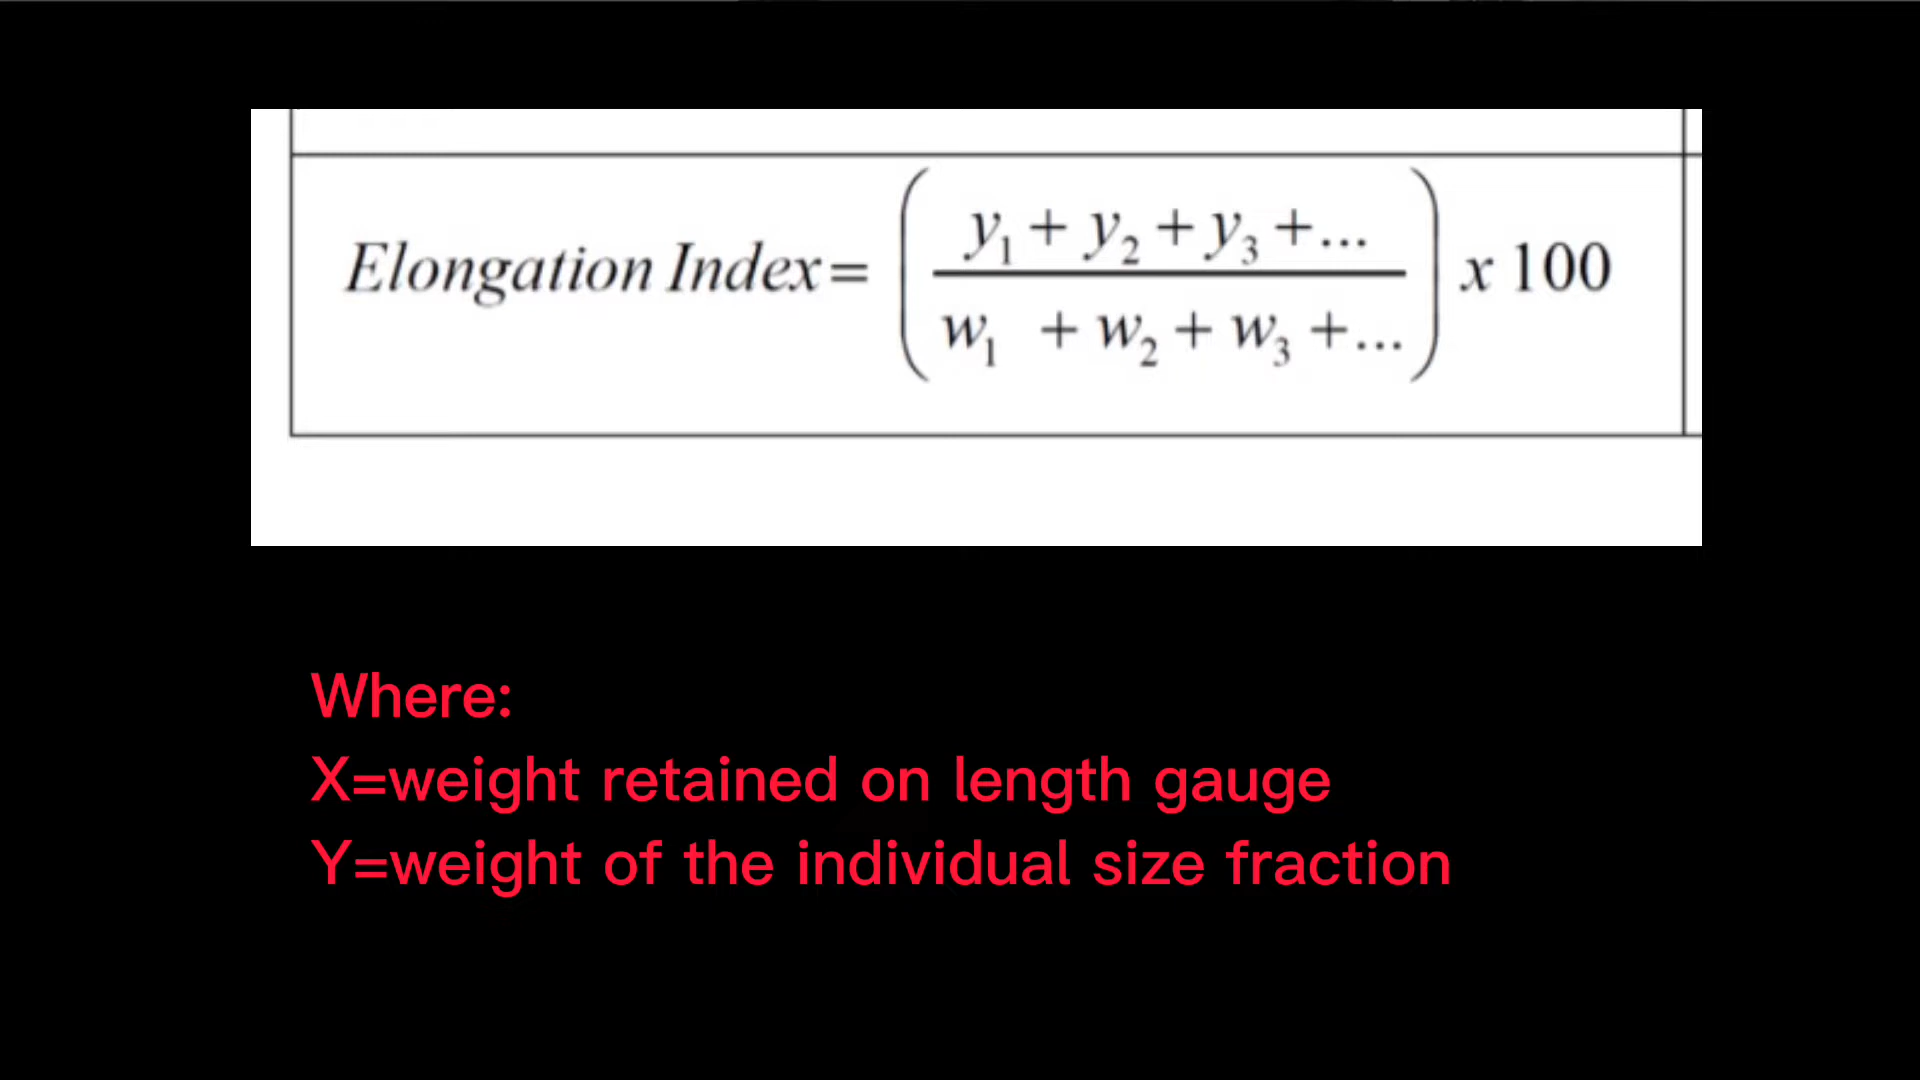 Elongation Index = ( y₁ + y₂ + y₃ +... / w₁ + w₂ + w₃ +... ) x 100
Where:
X=weight retained on length gauge
Y=weight of the individual size fraction